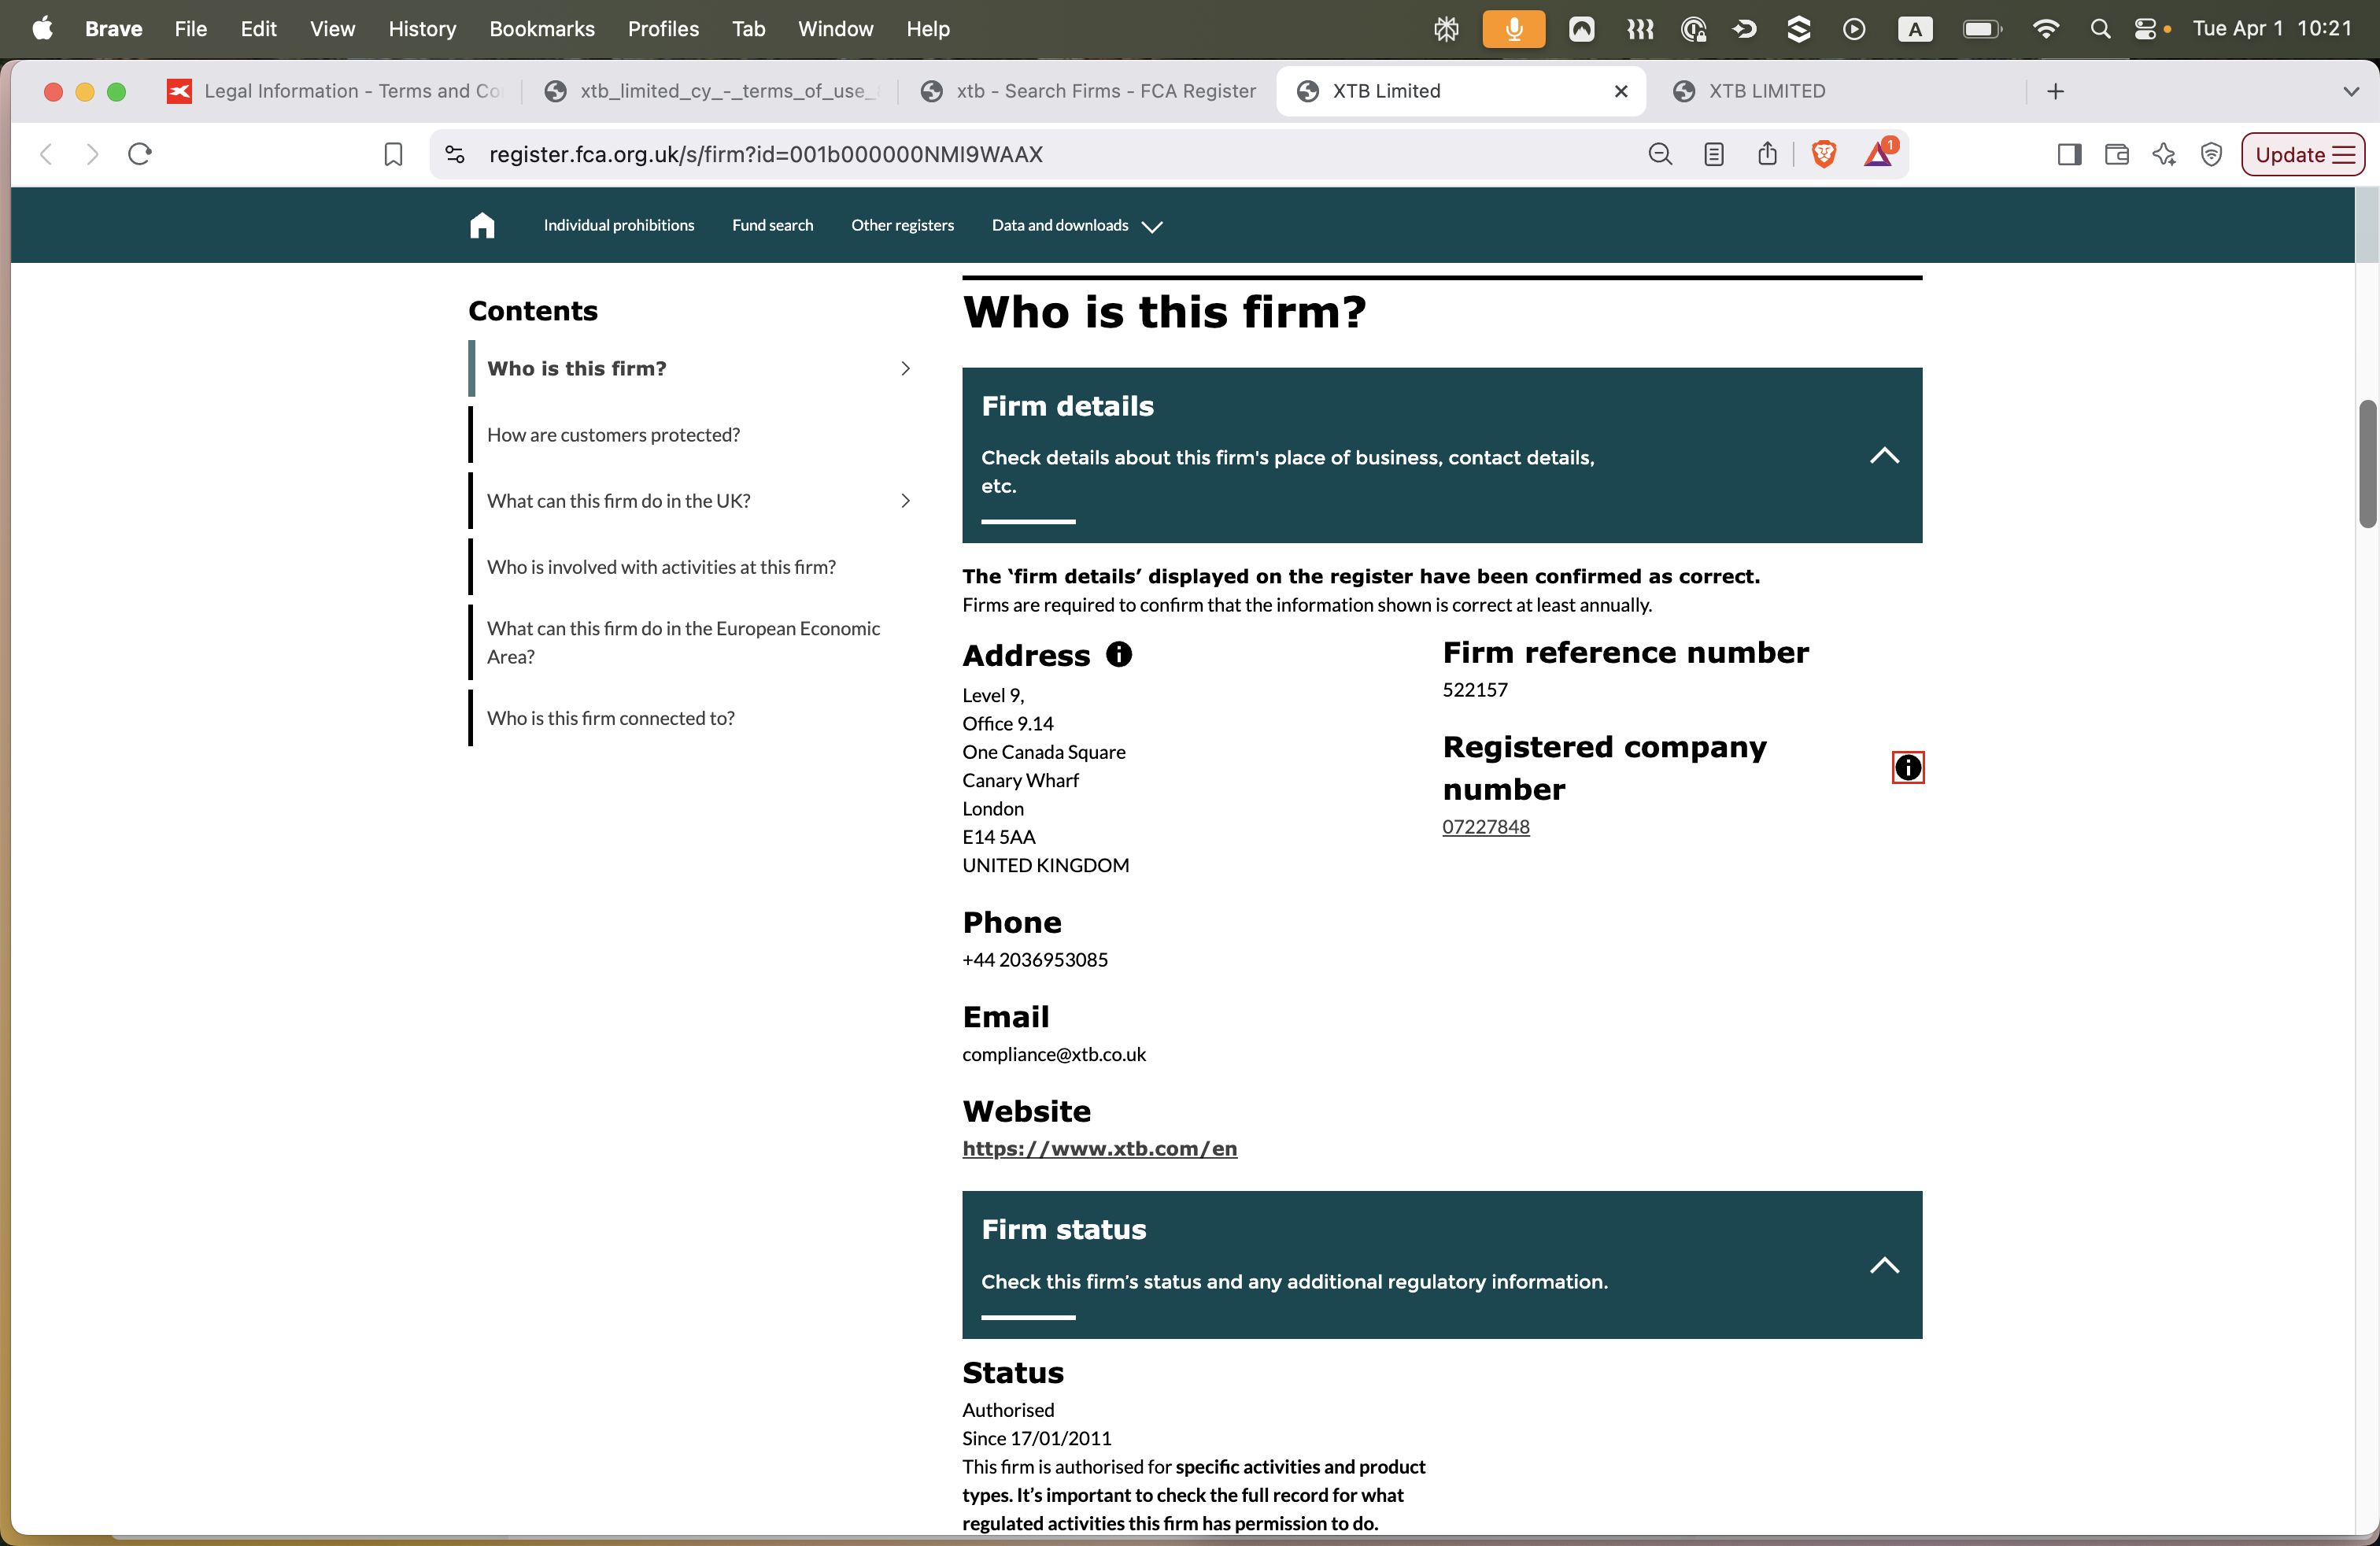 Brave File Edit View History Bookmarks Profiles Tab Window Help
A
Tue Apr 1 10:21
Legal Information - Terms and Co
xtb_limited_cy_-_terms_of_use_
xtb - Search Firms - FCA Register
XTB Limited
XTB LIMITED
register.fca.org.uk/s/firm?id=001b000000NMI9WAAX
1
Update
Individual prohibitions
Fund search
Other registers
Data and downloads
Contents
Who is this firm?
How are customers protected?
What can this firm do in the UK?
Who is involved with activities at this firm?
What can this firm do in the European Economic
Area?
Who is this firm connected to?
Who is this firm?
Firm details
Check details about this firm's place of business, contact details,
etc.
The ‘firm details’ displayed on the register have been confirmed as correct.
Firms are required to confirm that the information shown is correct at least annually.
Address
Level 9,
Office 9.14
One Canada Square
Canary Wharf
London
E14 5AA
UNITED KINGDOM
Phone
+44 2036953085
Email
compliance@xtb.co.uk
Website
https://www.xtb.com/en
Firm reference number
522157
Registered company
number
07227848
Firm status
Check this firm’s status and any additional regulatory information.
Status
Authorised
Since 17/01/2011
This firm is authorised for specific activities and product
types. It’s important to check the full record for what
regulated activities this firm has permission to do.